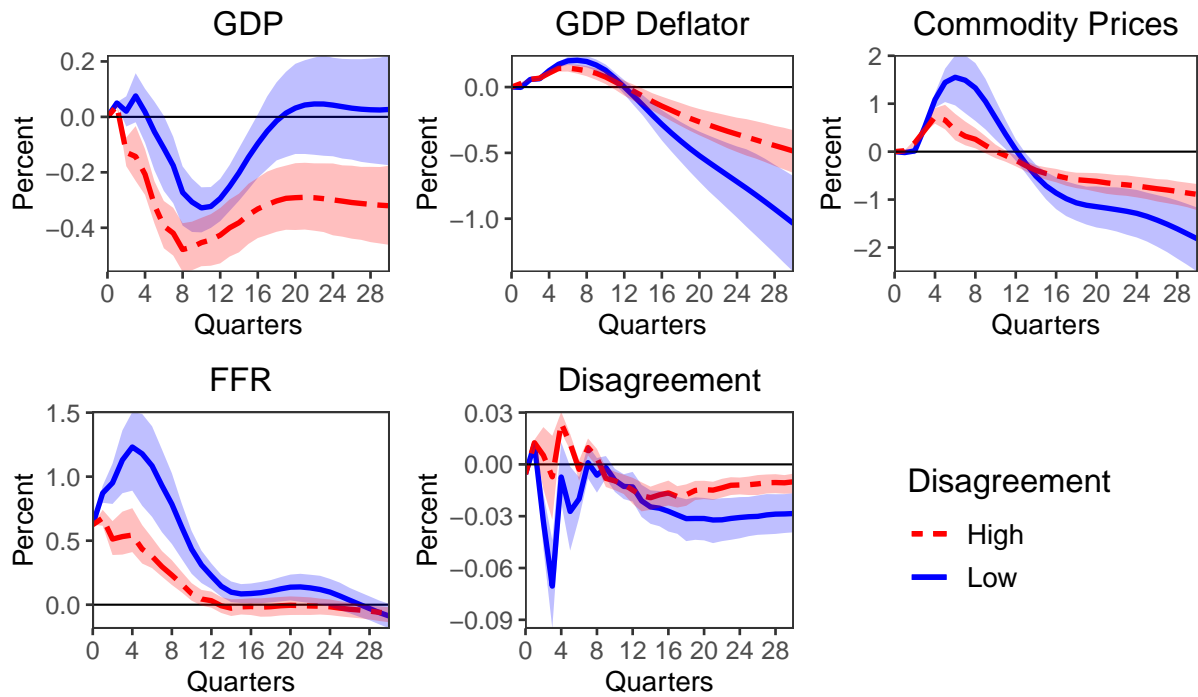 GDP
Percent
0.2
0.0
−0.2
−0.4
0 4 8 12 16 20 24 28
Quarters
GDP Deflator
Percent
0.0
−0.5
−1.0
0 4 8 12 16 20 24 28
Quarters
Commodity Prices
Percent
2
1
0
−1
−2
0 4 8 12 16 20 24 28
Quarters
FFR
Percent
1.5
1.0
0.5
0.0
0 4 8 12 16 20 24 28
Quarters
Disagreement
Percent
0.03
0.00
−0.03
−0.06
−0.09
0 4 8 12 16 20 24 28
Quarters
Disagreement
High
Low